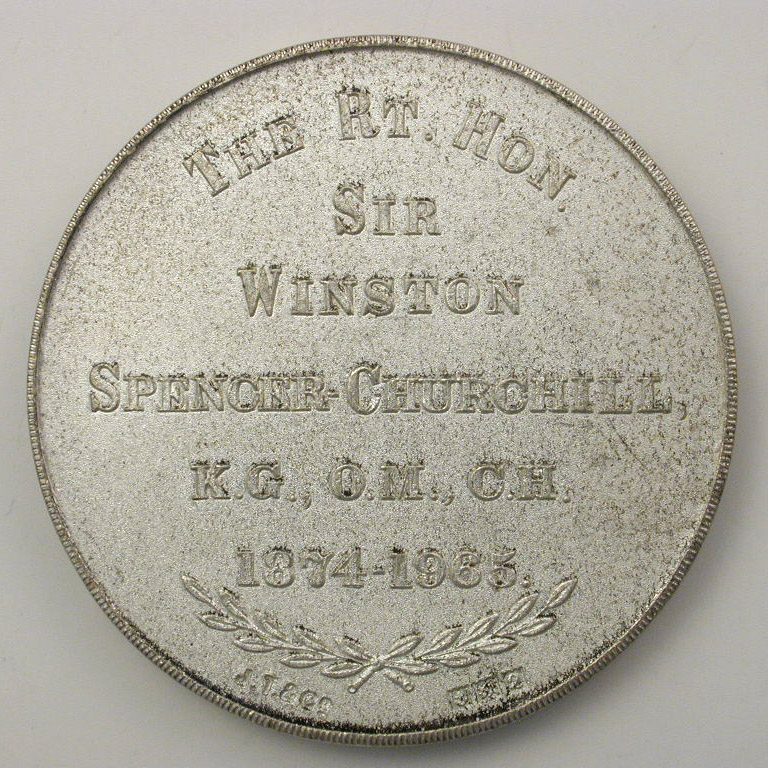 THE RT. HON.
SIR
WINSTON
SPENCER-CHURCHILL,
K.G., O.M., C.H.
1874-1965.